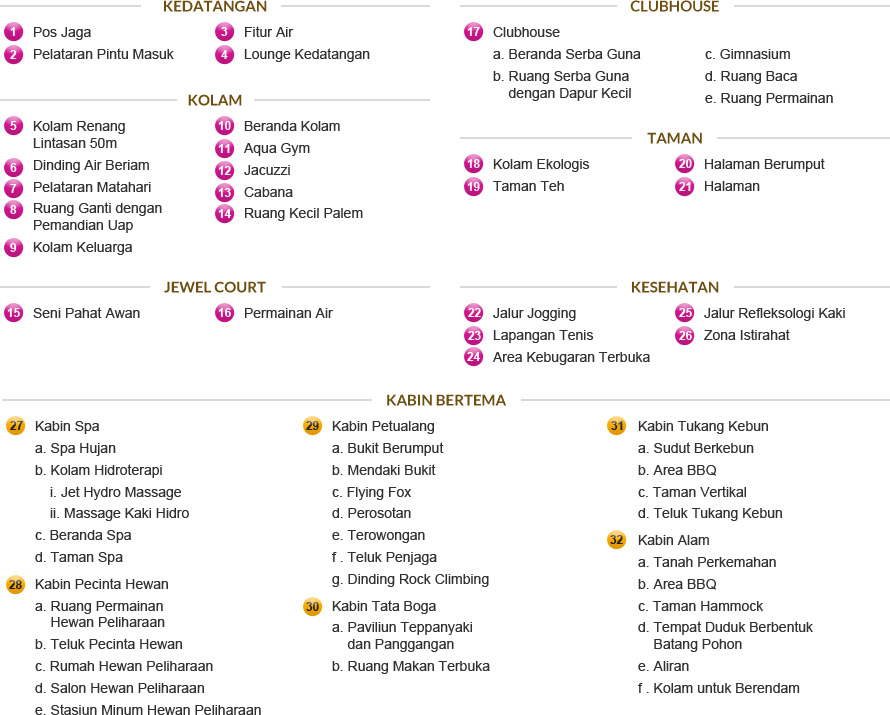 KEDATANGAN
1 Pos Jaga
2 Pelataran Pintu Masuk
3 Fitur Air
4 Lounge Kedatangan
KOLAM
5 Kolam Renang
Lintasan 50m
6 Dinding Air Beriam
7 Pelataran Matahari
8 Ruang Ganti dengan
Pemandian Uap
9 Kolam Keluarga
10 Beranda Kolam
11 Aqua Gym
12 Jacuzzi
13 Cabana
14 Ruang Kecil Palem
JEWEL COURT
15 Seni Pahat Awan
16 Permainan Air
CLUBHOUSE
17 Clubhouse
a. Beranda Serba Guna
b. Ruang Serba Guna
dengan Dapur Kecil
c. Gimnasium
d. Ruang Baca
e. Ruang Permainan
TAMAN
18 Kolam Ekologis
19 Taman Teh
20 Halaman Berumput
21 Halaman
KESEHATAN
22 Jalur Jogging
23 Lapangan Tenis
24 Area Kebugaran Terbuka
25 Jalur Refleksologi Kaki
26 Zona Istirahat
KABIN BERTEMA
27 Kabin Spa
a. Spa Hujan
b. Kolam Hidroterapi
i. Jet Hydro Massage
ii. Massage Kaki Hidro
c. Beranda Spa
d. Taman Spa
28 Kabin Pecinta Hewan
a. Ruang Permainan
Hewan Peliharaan
b. Teluk Pecinta Hewan
c. Rumah Hewan Peliharaan
d. Salon Hewan Peliharaan
e. Stasiun Minum Hewan Peliharaan
29 Kabin Petualang
a. Bukit Berumput
b. Mendaki Bukit
c. Flying Fox
d. Perosotan
e. Terowongan
f . Teluk Penjaga
g. Dinding Rock Climbing
30 Kabin Tata Boga
a. Paviliun Teppanyaki
dan Panggangan
b. Ruang Makan Terbuka
31 Kabin Tukang Kebun
a. Sudut Berkebun
b. Area BBQ
c. Taman Vertikal
d. Teluk Tukang Kebun
32 Kabin Alam
a. Tanah Perkemahan
b. Area BBQ
c. Taman Hammock
d. Tempat Duduk Berbentuk
Batang Pohon
e. Aliran
f . Kolam untuk Berendam